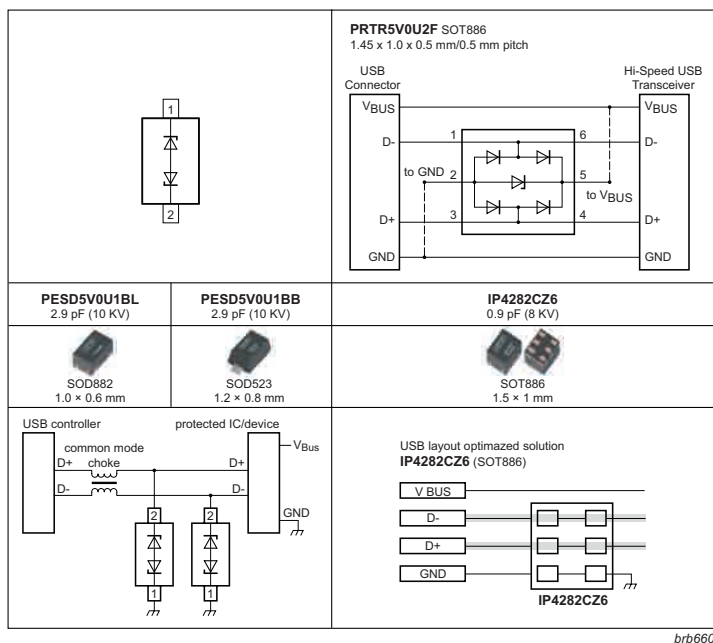 1
2
PRTR5V0U2F SOT886
1.45 x 1.0 x 0.5 mm/0.5 mm pitch
USB
Connector
Hi-Speed USB
Transceiver
VBUS
VBUS
D-
1
6
D-
to GND
2
5
to VBUS
D+
3
4
D+
GND
GND
PESD5V0U1BL
2.9 pF (10 KV)
PESD5V0U1BB
2.9 pF (10 KV)
IP4282CZ6
0.9 pF (8 KV)
SOD882
1.0 × 0.6 mm
SOD523
1.2 × 0.8 mm
SOT886
1.5 × 1 mm
USB controller
protected IC/device
common mode
choke
VBus
D+
D+
D-
D-
GND
2
2
1
1
USB layout optimazed solution
IP4282CZ6 (SOT886)
V BUS
D-
D+
GND
IP4282CZ6
brb660